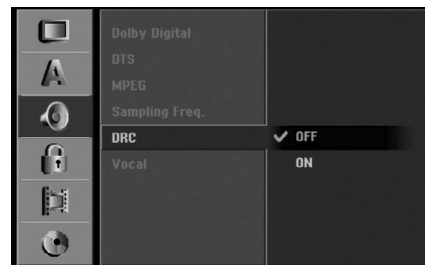 A
Dolby Digital
DTS
MPEG
Sampling Freq.
DRC
OFF
ON
Vocal